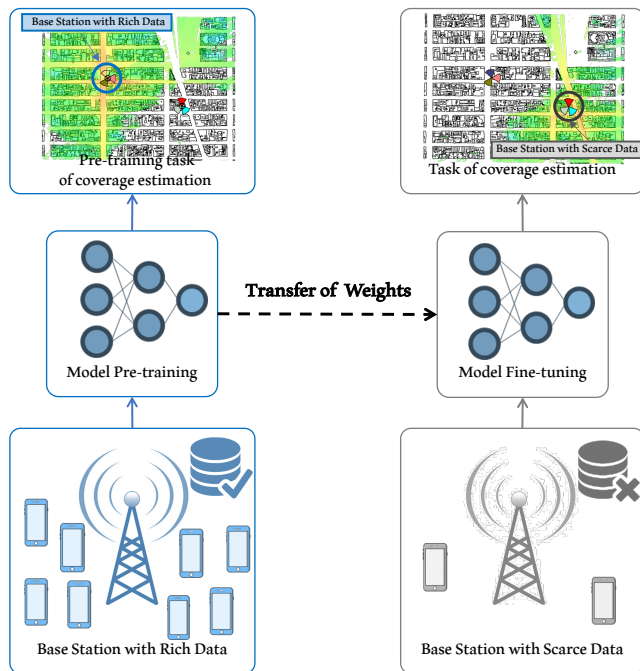 Base Station with Rich Data
Pre-training task
of coverage estimation
Base Station with Scarce Data
Task of coverage estimation
Transfer of Weights
Model Pre-training
Model Fine-tuning
Base Station with Rich Data
Base Station with Scarce Data